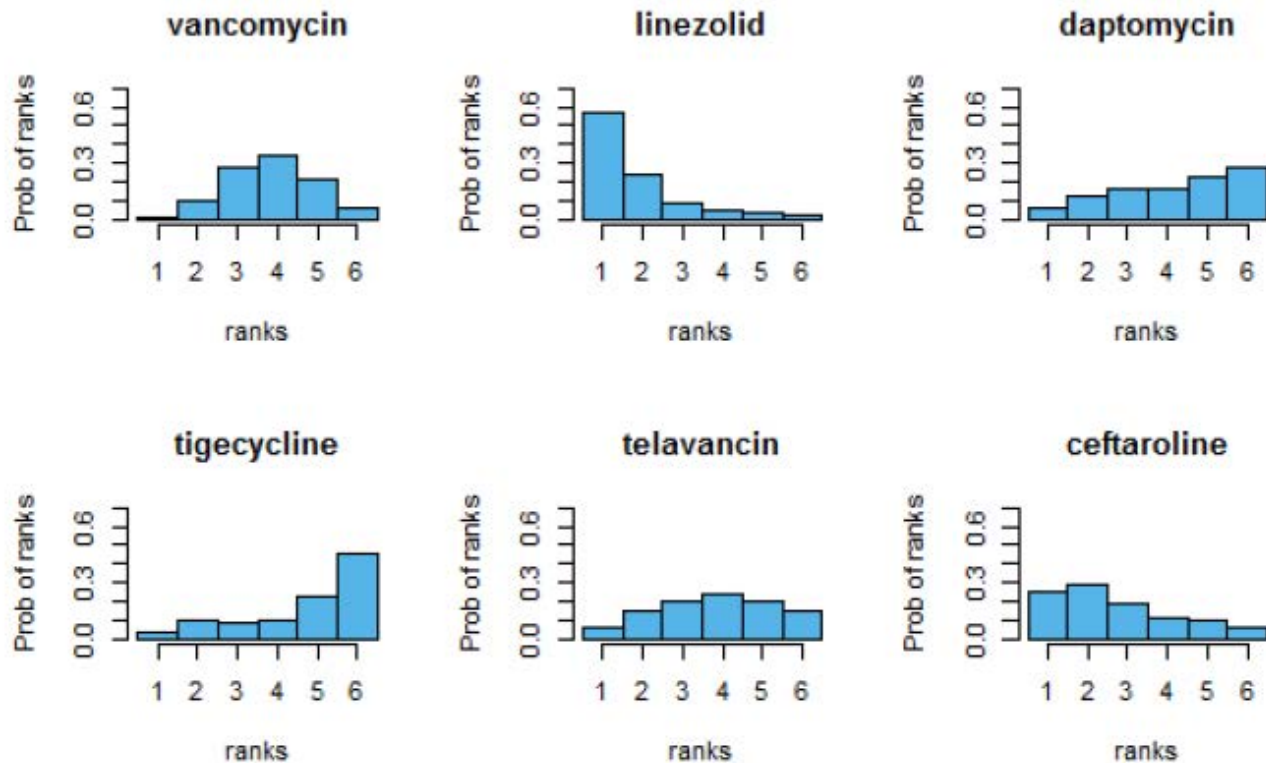 vancomycin
Prob of ranks
0.0 0.3 0.6
1 2 3 4 5 6
ranks
linezolid
Prob of ranks
0.0 0.3 0.6
1 2 3 4 5 6
ranks
daptomycin
Prob of ranks
0.0 0.3 0.6
1 2 3 4 5 6
ranks
tigecycline
Prob of ranks
0.0 0.3 0.6
1 2 3 4 5 6
ranks
telavancin
Prob of ranks
0.0 0.3 0.6
1 2 3 4 5 6
ranks
ceftaroline
Prob of ranks
0.0 0.3 0.6
1 2 3 4 5 6
ranks